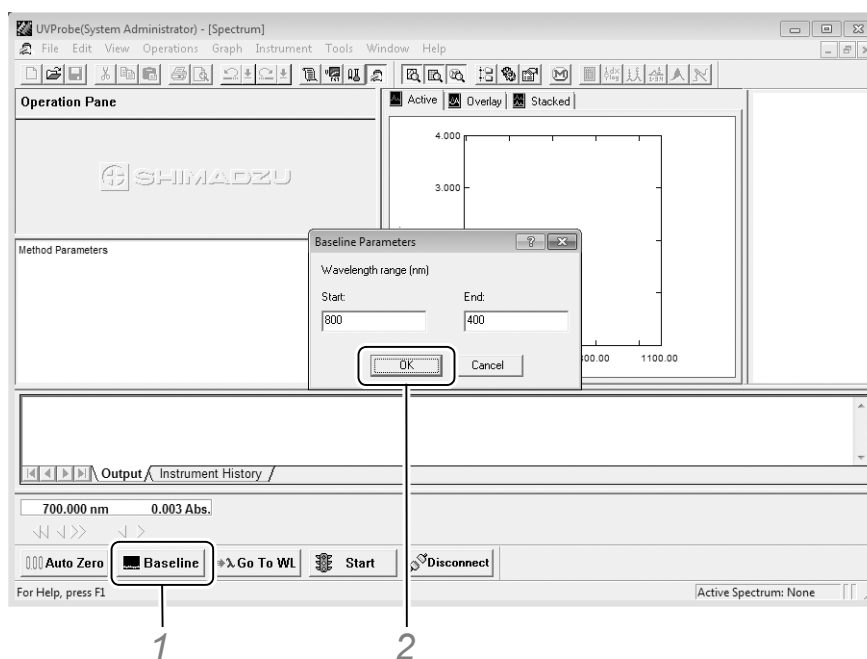 UVProbe(System Administrator) - [Spectrum]
File Edit View Operations Graph Instrument Tools Window Help
Operation Pane
Active Overlay Stacked
SHIMADZU
4.000
3.000
Method Parameters
Baseline Parameters
Wavelength range (nm)
Start: End:
800 400
OK Cancel
800.00 1100.00
Output Instrument History
700.000 nm 0.003 Abs.
Auto Zero Baseline Go To WL Start Disconnect
For Help, press F1 Active Spectrum: None
1 2